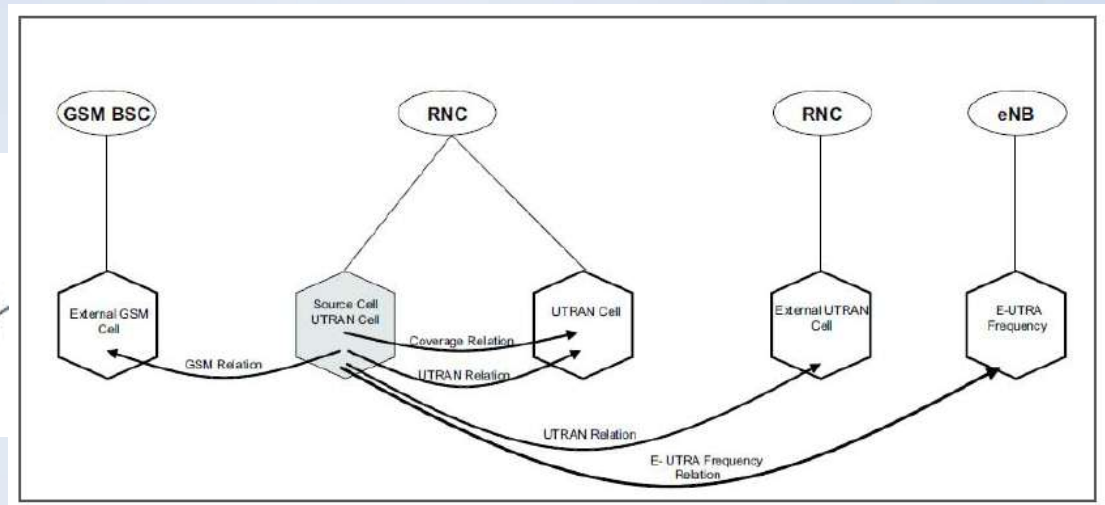 GSM BSC
RNC
RNC
eNB
External GSM
Cell
Source Cell
UTRAN Cell
UTRAN Cell
External UTRAN
Cell
E-UTRA
Frequency
Coverage Relation
GSM Relation
UTRAN Relation
UTRAN Relation
E- UTRA Frequency
Relation